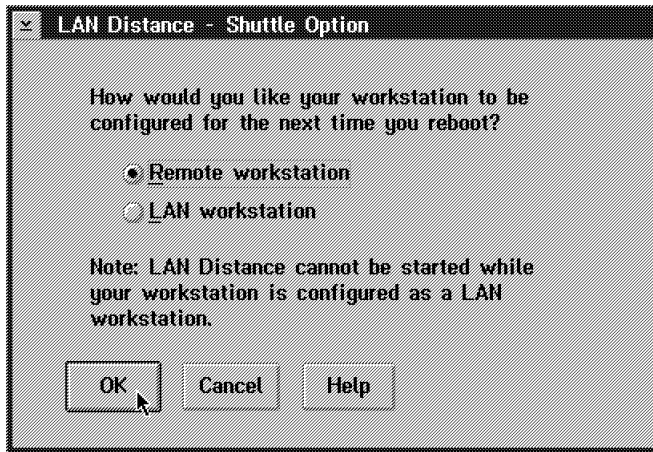 LAN Distance - Shuttle Option
How would you like your workstation to be
configured for the next time you reboot?
Remote workstation
LAN workstation
Note: LAN Distance cannot be started while
your workstation is configured as a LAN
workstation.
OK Cancel Help